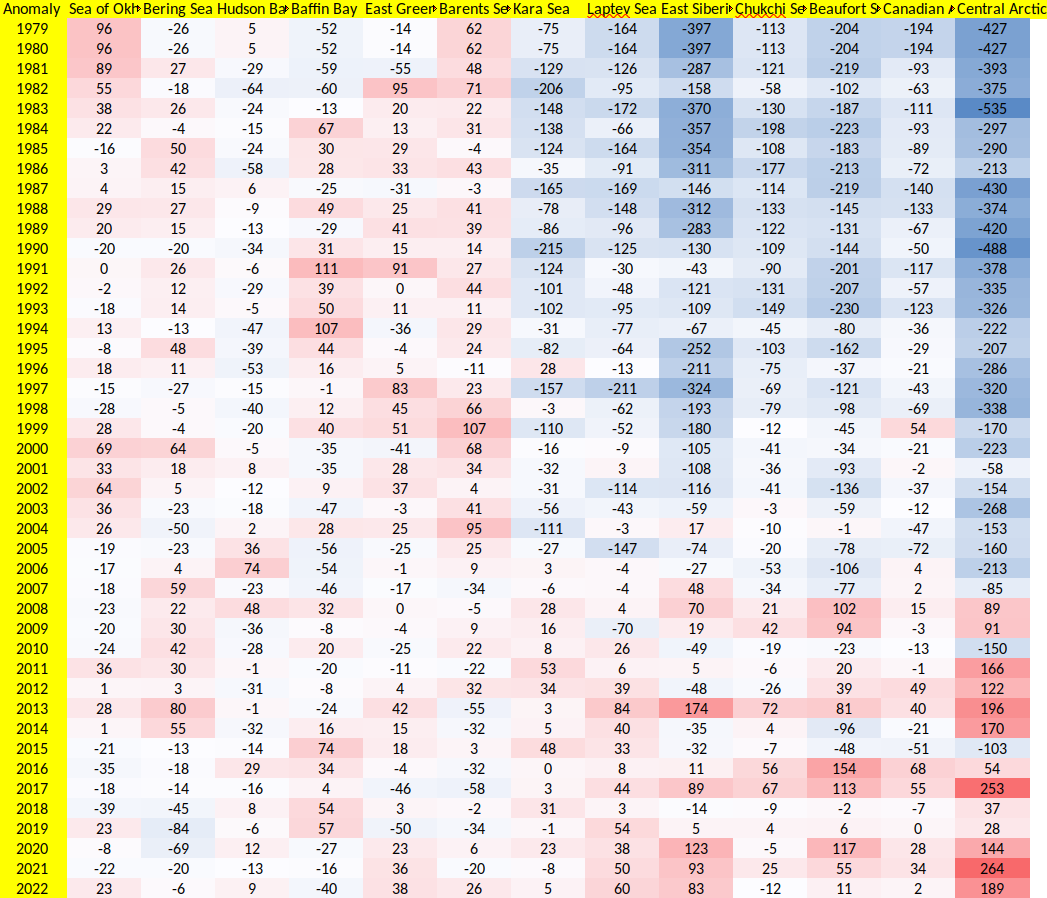 Anomaly Sea of Okh Bering Sea Hudson Ba Baffin Bay East Green Barents Se Kara Sea Laptev Sea East Siberi Chukchi Se Beaufort S Canadian A Central Arctic
1979 96 -26 5 -52 -14 62 -75 -164 -397 -113 -204 -194 -427
1980 96 -26 5 -52 -14 62 -75 -164 -397 -113 -204 -194 -427
1981 89 27 -29 -59 -55 48 -129 -126 -287 -121 -219 -93 -393
1982 55 -18 -64 -60 95 71 -206 -95 -158 -58 -102 -63 -375
1983 38 26 -24 -13 20 22 -148 -172 -370 -130 -187 -111 -535
1984 22 -4 -15 67 13 31 -138 -66 -357 -198 -223 -93 -297
1985 -16 50 -24 30 29 -4 -124 -164 -354 -108 -183 -89 -290
1986 3 42 -58 28 33 43 -35 -91 -311 -177 -213 -72 -213
1987 4 15 6 -25 -31 -3 -165 -169 -146 -114 -219 -140 -430
1988 29 27 -9 49 25 41 -78 -148 -312 -133 -145 -133 -374
1989 20 15 -13 -29 41 39 -86 -96 -283 -122 -131 -67 -420
1990 -20 -20 -34 31 15 14 -215 -125 -130 -109 -144 -50 -488
1991 0 26 -6 111 91 27 -124 -30 -43 -90 -201 -117 -378
1992 -2 12 -29 39 0 44 -101 -48 -121 -131 -207 -57 -335
1993 -18 14 -5 50 11 11 -102 -95 -109 -149 -230 -123 -326
1994 13 -13 -47 107 -36 29 -31 -77 -67 -45 -80 -36 -222
1995 -8 48 -39 44 -4 24 -82 -64 -252 -103 -162 -29 -207
1996 18 11 -53 16 5 -11 28 -13 -211 -75 -37 -21 -286
1997 -15 -27 -15 -1 83 23 -157 -211 -324 -69 -121 -43 -320
1998 -28 -5 -40 12 45 66 -3 -62 -193 -79 -98 -69 -338
1999 28 -4 -20 40 51 107 -110 -52 -180 -12 -45 54 -170
2000 69 64 -5 -35 -41 68 -16 -9 -105 -41 -34 -21 -223
2001 33 18 8 -35 28 34 -32 3 -108 -36 -93 -2 -58
2002 64 5 -12 9 37 4 -31 -114 -116 -41 -136 -37 -154
2003 36 -23 -18 -47 -3 41 -56 -43 -59 -3 -59 -12 -268
2004 26 -50 2 28 25 95 -111 -3 17 -10 -1 -47 -153
2005 -19 -23 36 -56 -25 25 -27 -147 -74 -20 -78 -72 -160
2006 -17 4 74 -54 -1 9 3 -4 -27 -53 -106 4 -213
2007 -18 59 -23 -46 -17 -34 -6 -4 48 -34 -77 2 -85
2008 -23 22 48 32 0 -5 28 4 70 21 102 15 89
2009 -20 30 -36 -8 -4 9 16 -70 19 42 94 -3 91
2010 -24 42 -28 20 -25 22 8 26 -49 -19 -23 -13 -150
2011 36 30 -1 -20 -11 -22 53 6 5 -6 20 -1 166
2012 1 3 -31 -8 4 32 34 39 -48 -26 39 49 122
2013 28 80 -1 -24 42 -55 3 84 174 72 81 40 196
2014 1 55 -32 16 15 -32 5 40 -35 4 -96 -21 170
2015 -21 -13 -14 74 18 3 48 33 -32 -7 -48 -51 -103
2016 -35 -18 29 34 -4 -32 0 8 11 56 154 68 54
2017 -18 -14 -16 4 -46 -58 3 44 89 67 113 55 253
2018 -39 -45 8 54 3 -2 31 3 -14 -9 -2 -7 37
2019 23 -84 -6 57 -50 -34 -1 54 5 4 6 0 28
2020 -8 -69 12 -27 23 6 23 38 123 -5 117 28 144
2021 -22 -20 -13 -16 36 -20 -8 50 93 25 55 34 264
2022 23 -6 9 -40 38 26 5 60 83 -12 11 2 189